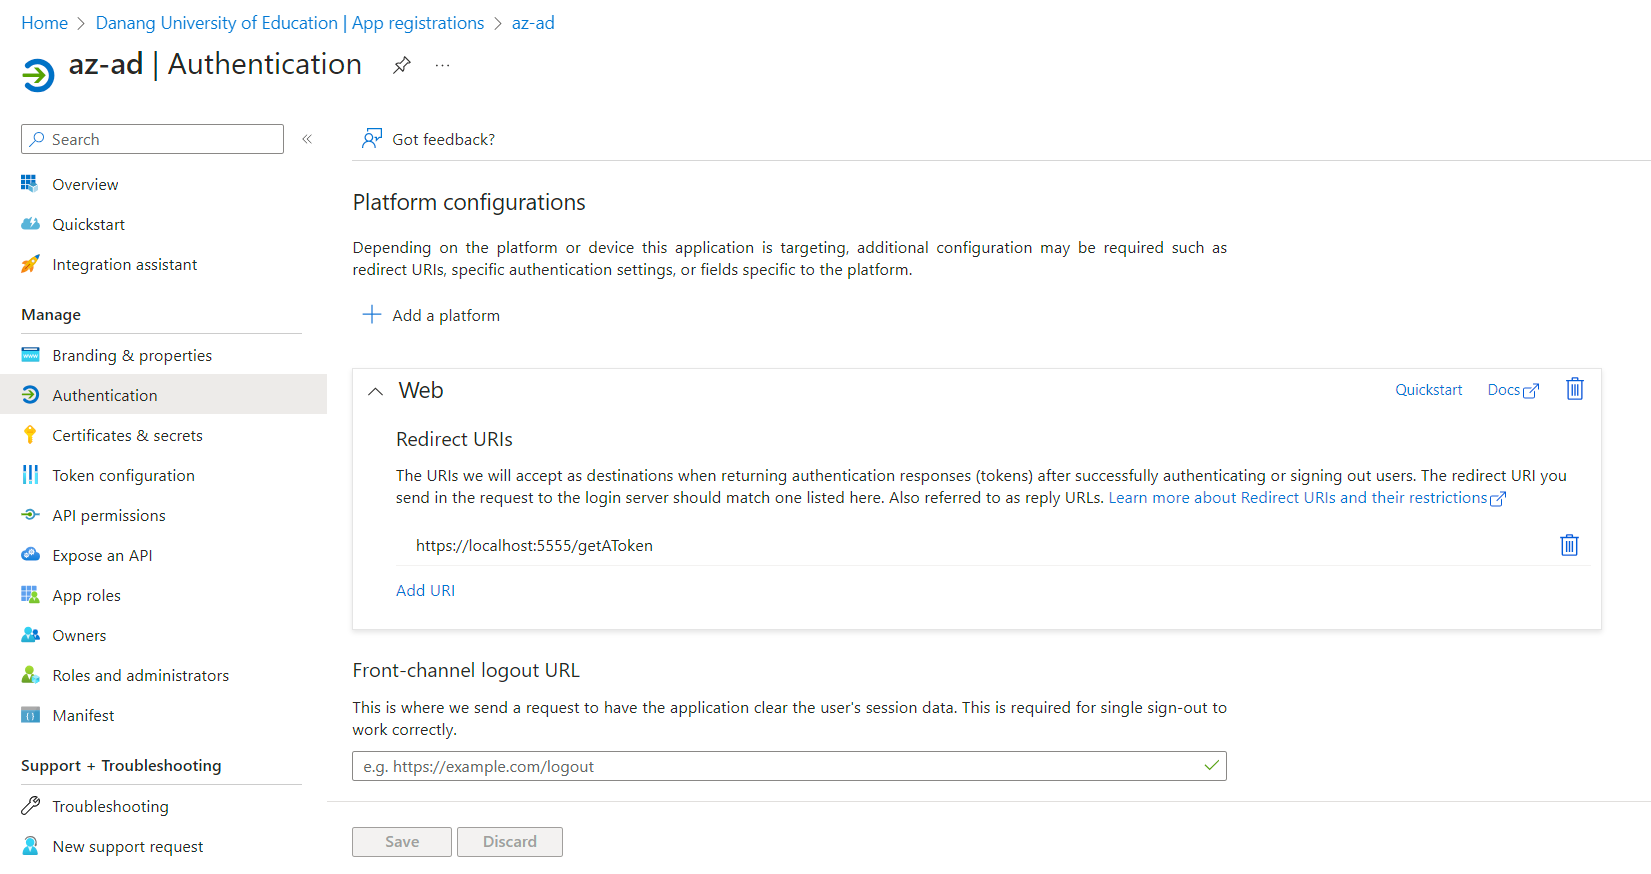 Home > Danang University of Education | App registrations > az-ad
az-ad | Authentication ...
Search «
Overview
Quickstart
Integration assistant
Manage
Branding & properties
Authentication
Certificates & secrets
Token configuration
API permissions
Expose an API
App roles
Owners
Roles and administrators
Manifest
Support + Troubleshooting
Troubleshooting
New support request
Got feedback?
Platform configurations
Depending on the platform or device this application is targeting, additional configuration may be required such as
redirect URIs, specific authentication settings, or fields specific to the platform.
Add a platform
Web Quickstart Docs
Redirect URIs
The URIs we will accept as destinations when returning authentication responses (tokens) after successfully authenticating or signing out users. The redirect URI you
send in the request to the login server should match one listed here. Also referred to as reply URLs. Learn more about Redirect URIs and their restrictions
https://localhost:5555/getAToken
Add URI
Front-channel logout URL
This is where we send a request to have the application clear the user's session data. This is required for single sign-out to
work correctly.
e.g. https://example.com/logout
Save Discard